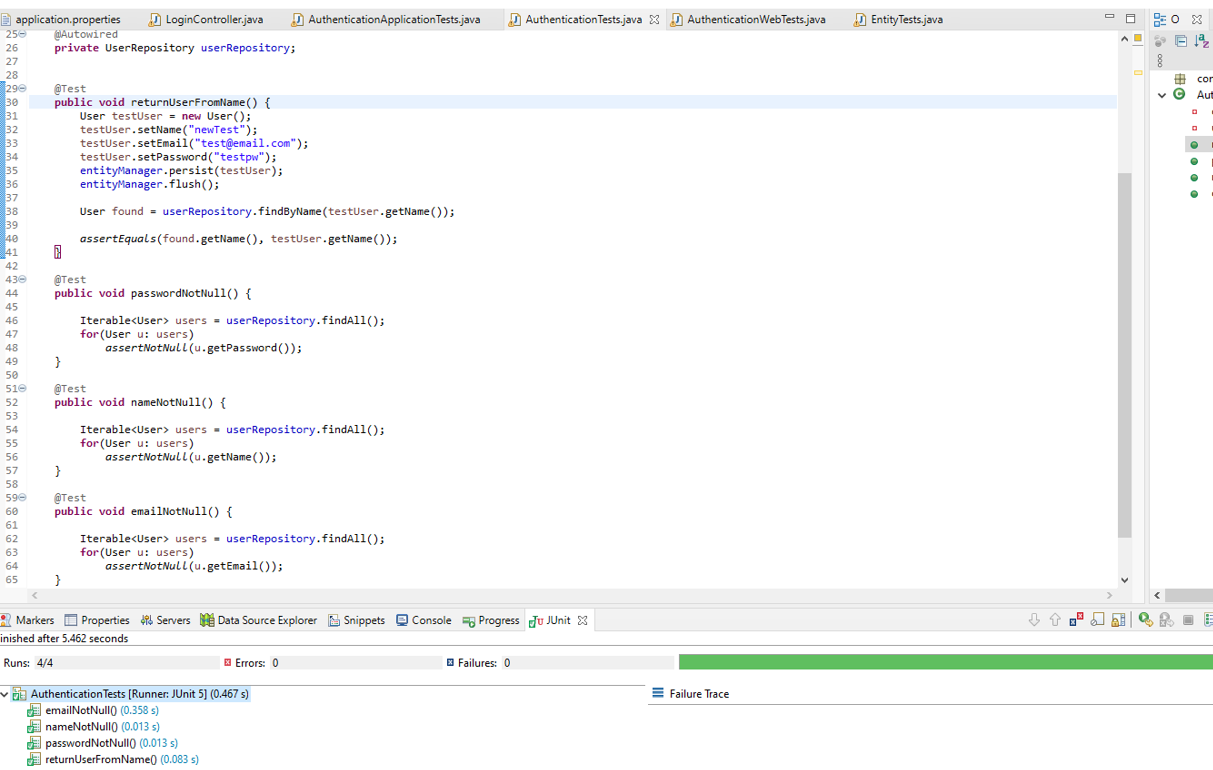 application.properties LoginController.java AuthenticationApplicationTests.java AuthenticationTests.java AuthenticationWebTests.java EntityTests.java
25 @Autowired
26 private UserRepository userRepository;
27
28
29 @Test
30 public void returnUserFromName() {
31 User testUser = new User();
32 testUser.setName("newTest");
33 testUser.setEmail("test@email.com");
34 testUser.setPassword("testpw");
35 entityManager.persist(testUser);
36 entityManager.flush();
37
38 User found = userRepository.findByName(testUser.getName());
39
40 assertEquals(found.getName(), testUser.getName());
41 }
42
43 @Test
44 public void passwordNotNull() {
45
46 Iterable<User> users = userRepository.findAll();
47 for(User u: users)
48 assertNotNull(u.getPassword());
49 }
50
51 @Test
52 public void nameNotNull() {
53
54 Iterable<User> users = userRepository.findAll();
55 for(User u: users)
56 assertNotNull(u.getName());
57 }
58
59 @Test
60 public void emailNotNull() {
61
62 Iterable<User> users = userRepository.findAll();
63 for(User u: users)
64 assertNotNull(u.getEmail());
65 }
O
con
Aut
Markers Properties Servers Data Source Explorer Snippets Console Progress JUnit
inished after 5.462 seconds
Runs: 4/4 Errors: 0 Failures: 0
AuthenticationTests [Runner: JUnit 5] (0.467 s)
Failure Trace
emailNotNull() (0.358 s)
nameNotNull() (0.013 s)
passwordNotNull() (0.013 s)
returnUserFromName() (0.083 s)